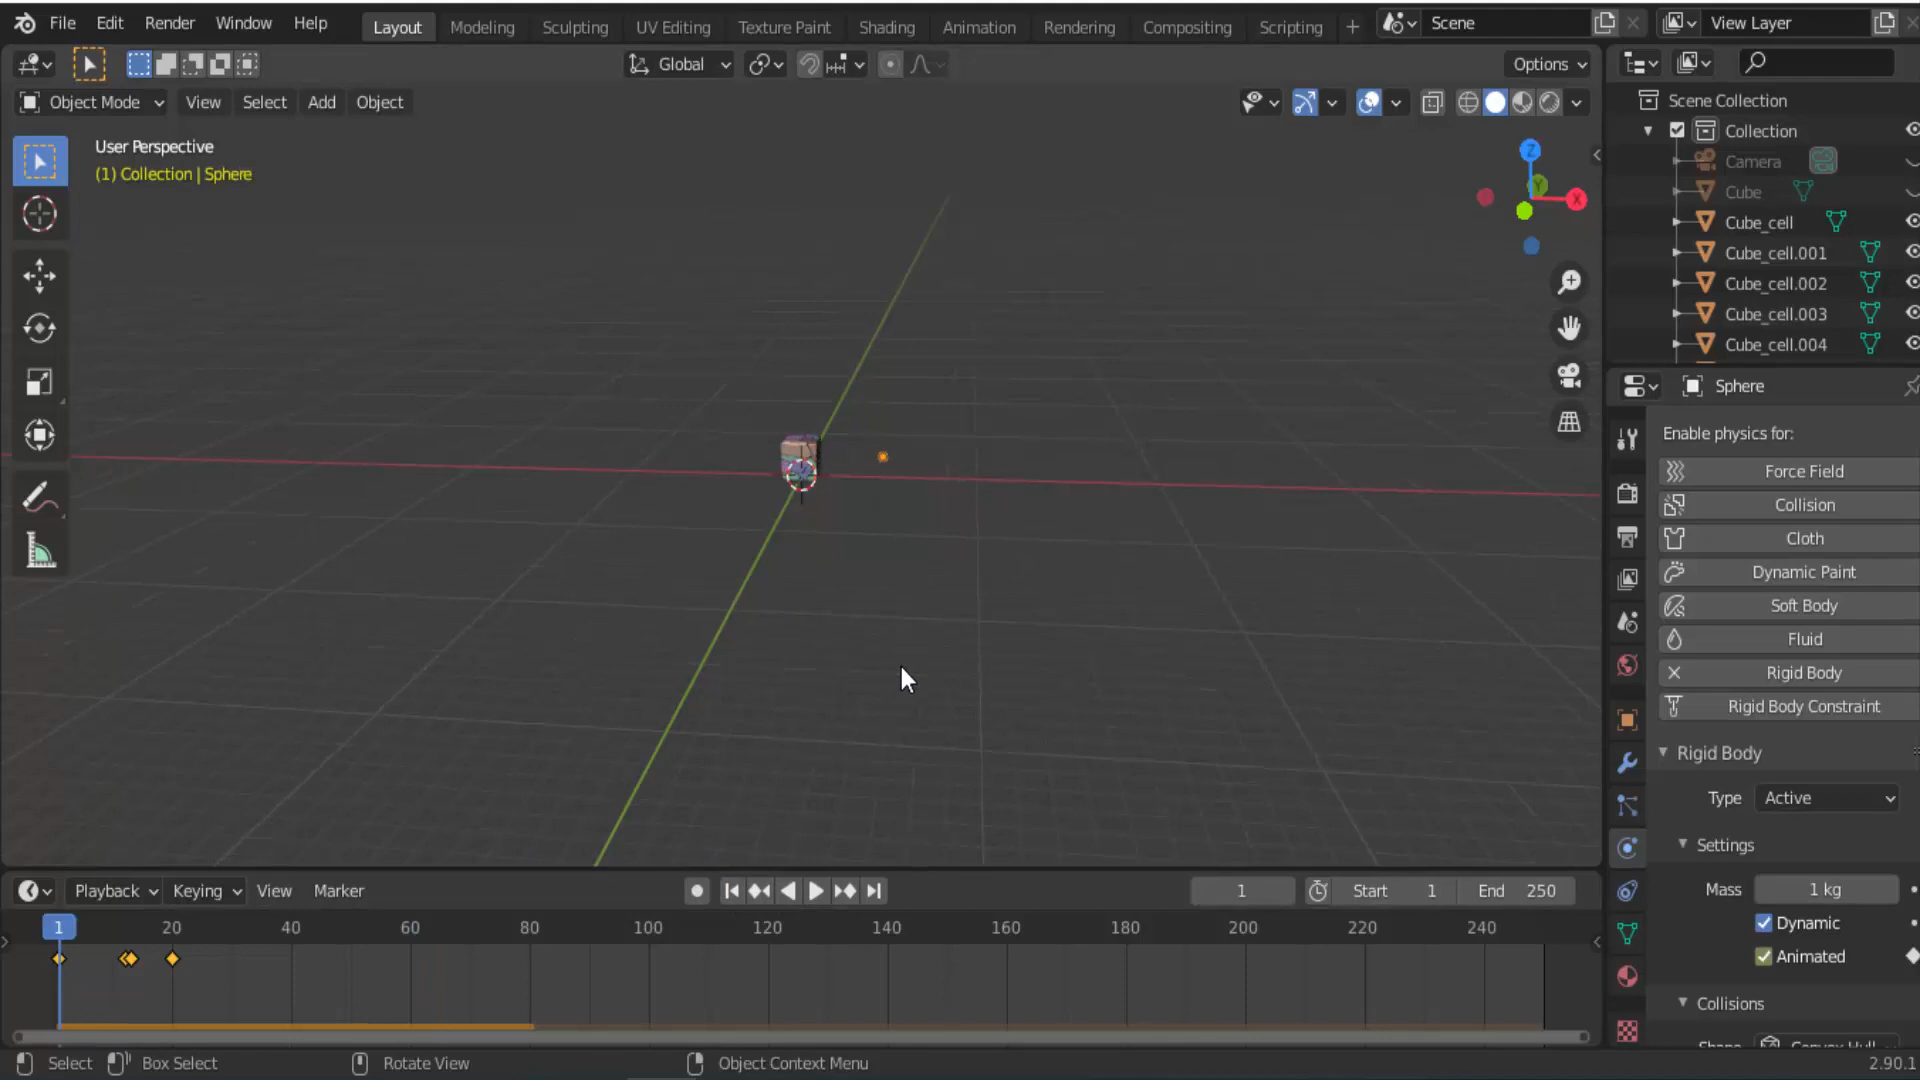 File Edit Render Window Help Layout Modeling Sculpting UV Editing Texture Paint Shading Animation Rendering Compositing Scripting Scene View Layer
Global Options
Object Mode View Select Add Object
User Perspective
(1) Collection | Sphere
Z
Y
X
Scene Collection
Collection
Camera
Cube
Cube_cell
Cube_cell.001
Cube_cell.002
Cube_cell.003
Cube_cell.004
Sphere
Enable physics for:
Force Field
Collision
Cloth
Dynamic Paint
Soft Body
Fluid
Rigid Body
Rigid Body Constraint
Rigid Body
Type Active
Settings
Mass 1 kg
Dynamic
Animated
Collisions
Shape Convex Hull
Playback Keying View Marker 1 Start 1 End 250
1 20 40 60 80 100 120 140 160 180 200 220 240
Select Box Select Rotate View Object Context Menu 2.90.1